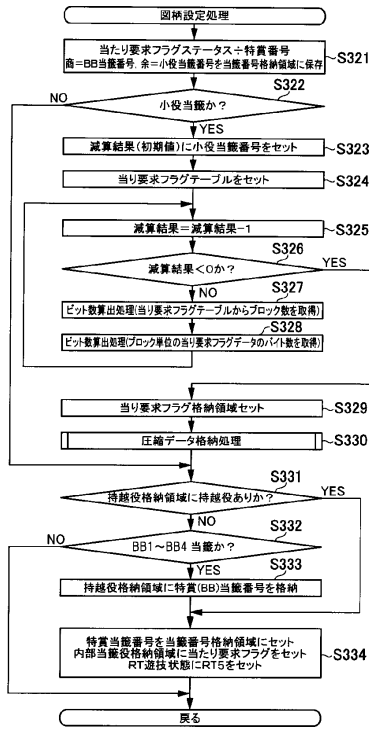 図柄設定処理
当たり要求フラグステータス÷特賞番号
商=BB当籤番号、余=小役当籤番号を当籤番号格納領域に保存
S321
S322
NO
小役当籤か?
YES
減算結果(初期値)に小役当籤番号をセット
S323
当り要求フラグテーブルをセット
S324
減算結果=減算結果-1
S325
S326
減算結果<0か?
YES
NO
S327
ビット数算出処理(当り要求フラグテーブルからブロック数を取得)
S328
ビット数算出処理(ブロック単位の当り要求フラグデータのバイト数を取得)
当り要求フラグ格納領域セット
S329
圧縮データ格納処理
S330
S331
持越役格納領域に持越役ありか?
YES
NO
S332
NO
BB1~BB4 当籤か?
YES
S333
持越役格納領域に特賞(BB)当籤番号を格納
特賞当籤番号を当籤番号格納領域にセット
内部当籤役格納領域に当たり要求フラグをセット
RT遊技状態にRT5をセット
S334
戻る